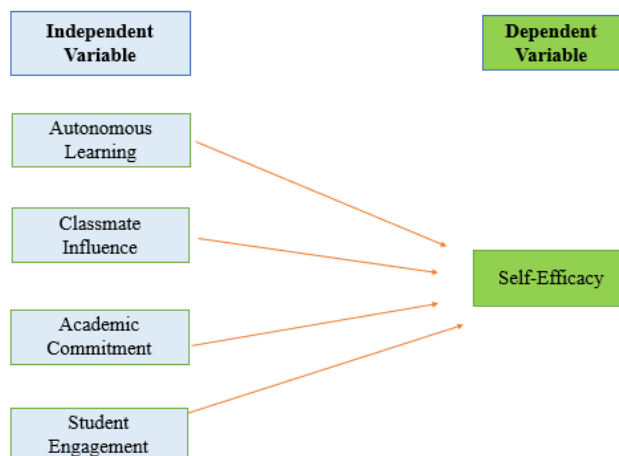 Independent
Variable
Dependent
Variable
Autonomous
Learning
Classmate
Influence
Self-Efficacy
Academic
Commitment
Student
Engagement